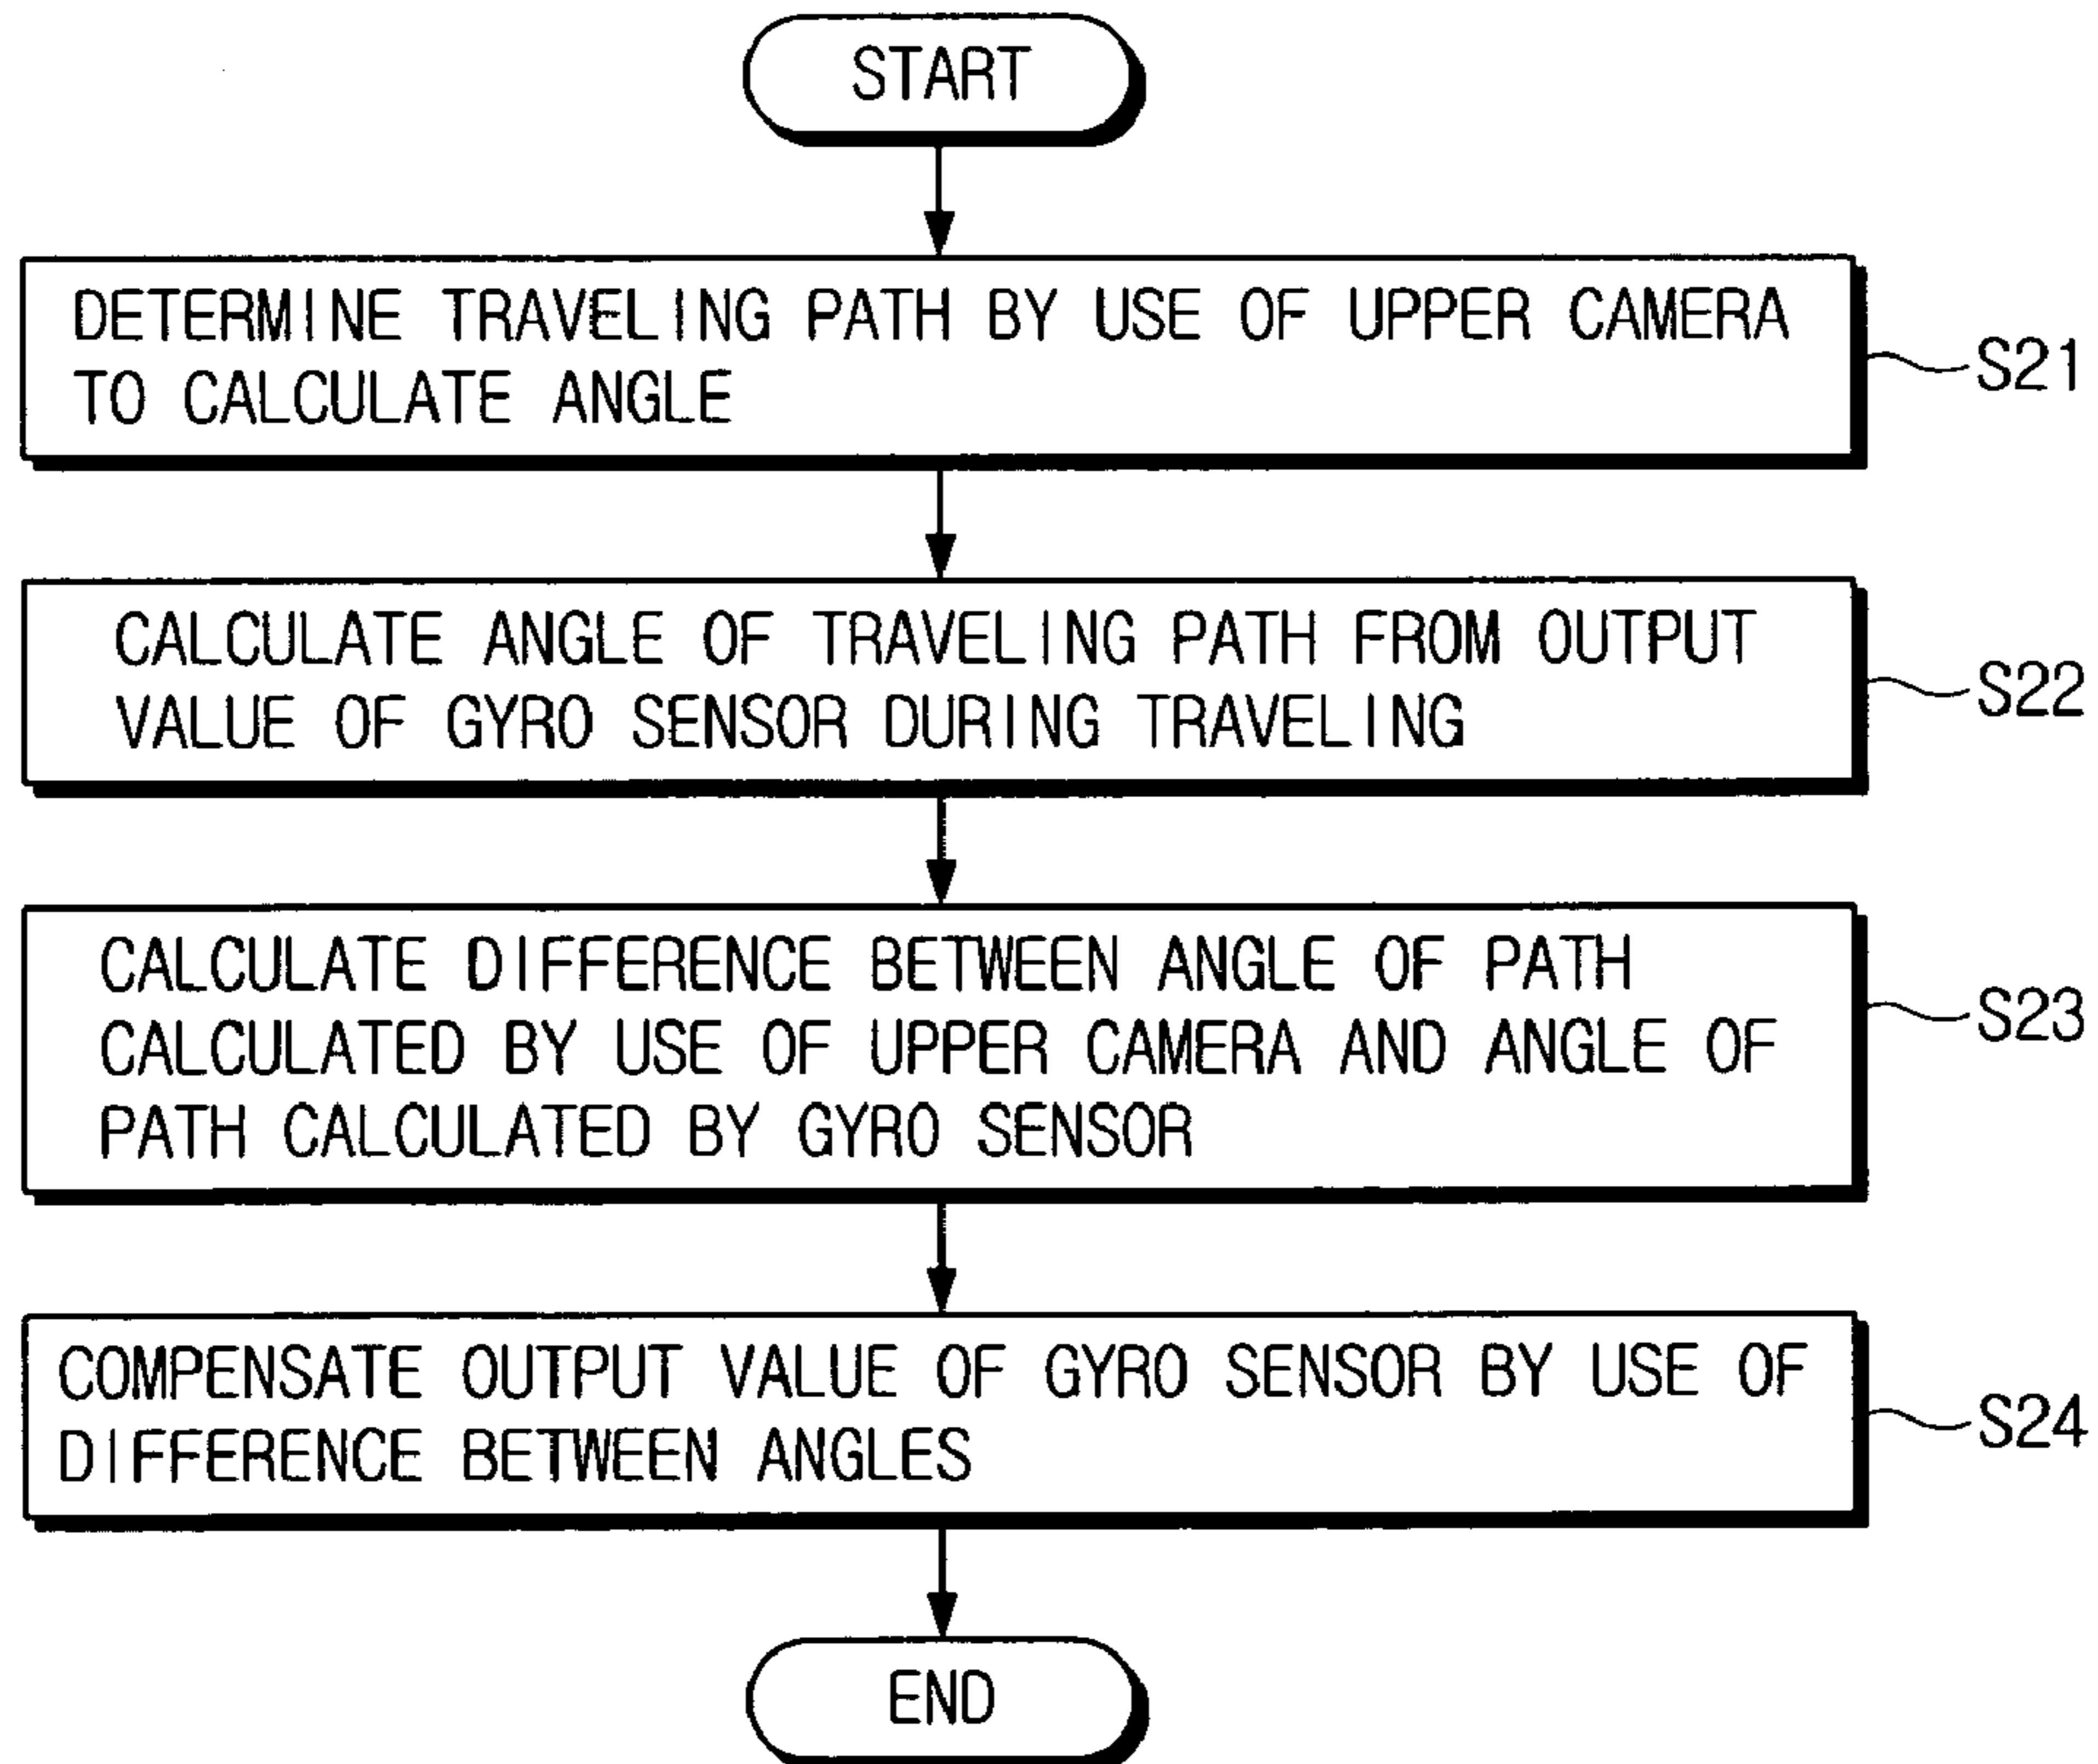 START
DETERMINE TRAVELING PATH BY USE OF UPPER CAMERA
TO CALCULATE ANGLE
S21
CALCULATE ANGLE OF TRAVELING PATH FROM OUTPUT
VALUE OF GYRO SENSOR DURING TRAVELING
S22
CALCULATE DIFFERENCE BETWEEN ANGLE OF PATH
CALCULATED BY USE OF UPPER CAMERA AND ANGLE OF
PATH CALCULATED BY GYRO SENSOR
S23
COMPENSATE OUTPUT VALUE OF GYRO SENSOR BY USE OF
DIFFERENCE BETWEEN ANGLES
S24
END